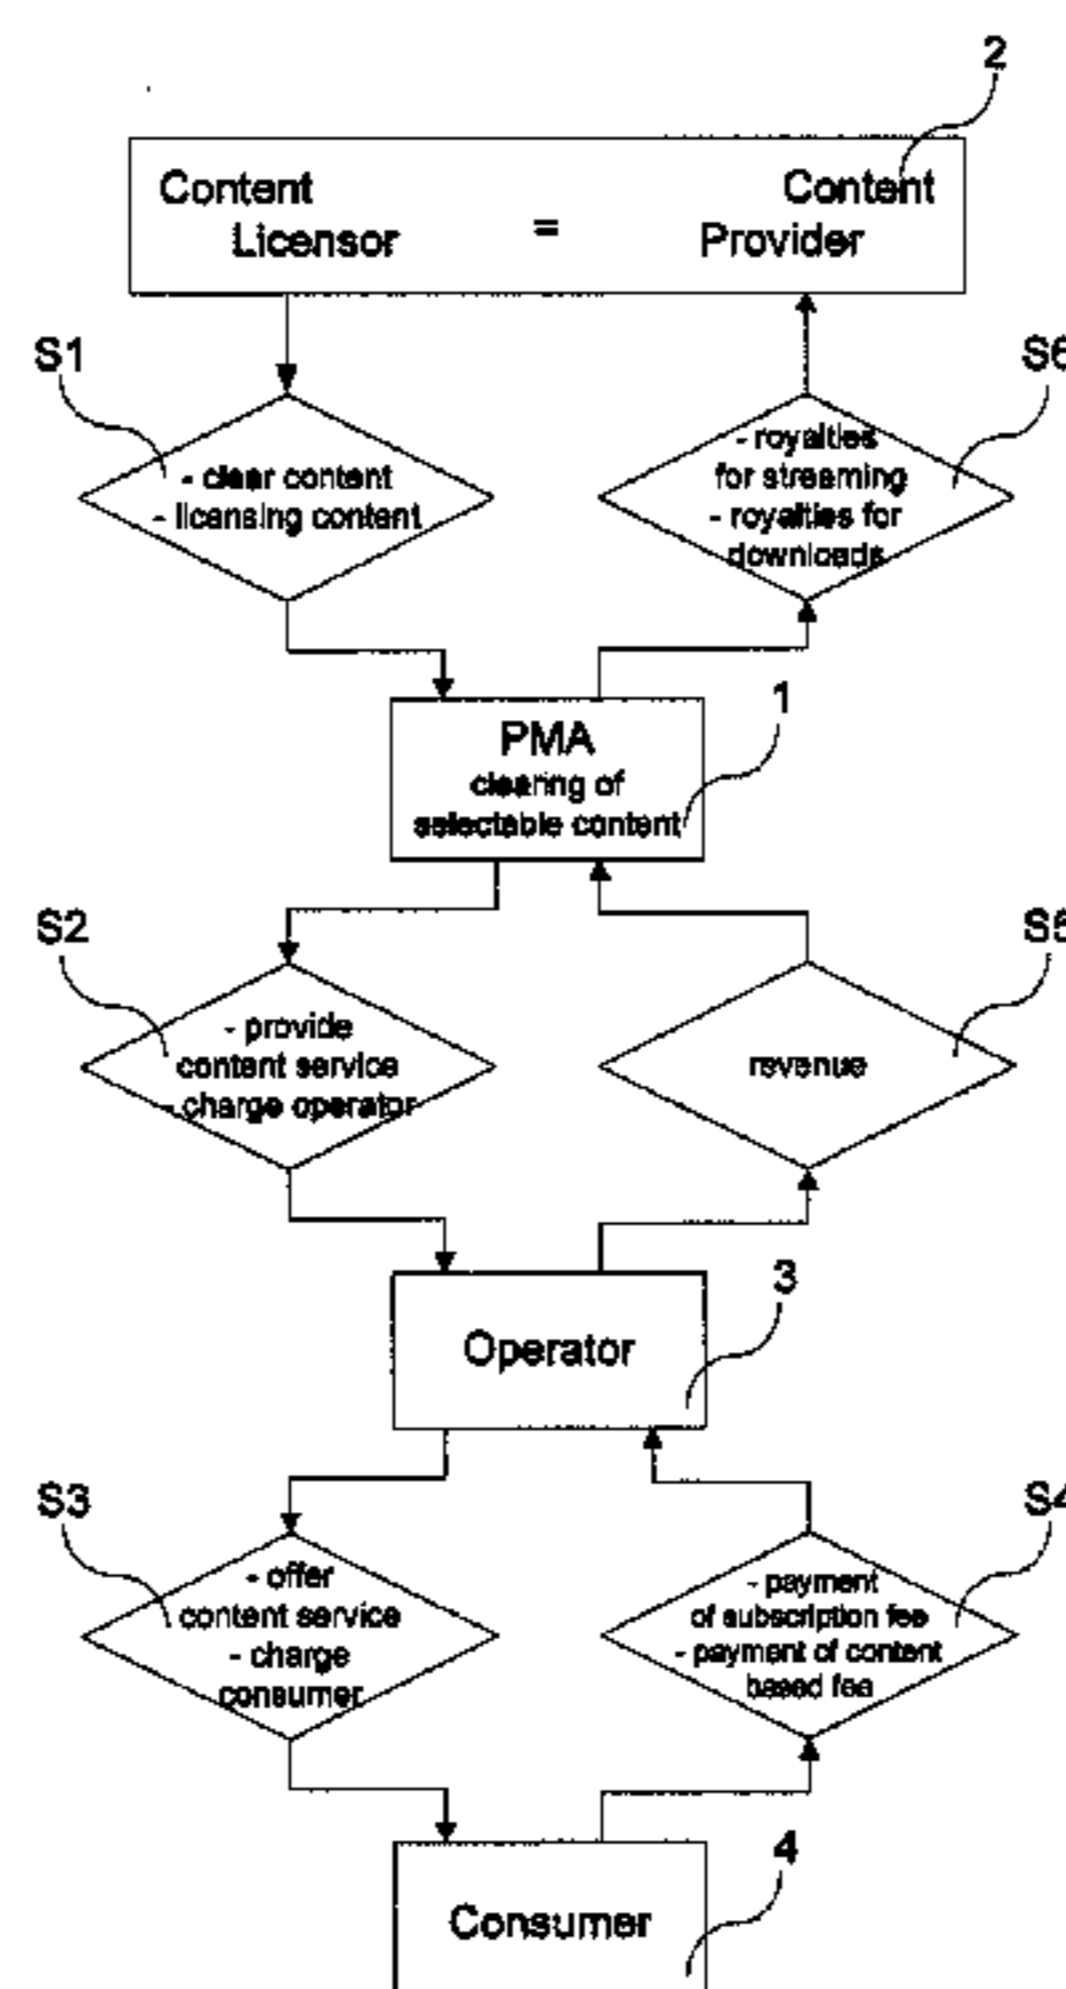 2
Content Content
Licensor = Provider
S1
S6
- clear content
- licensing content
- royalties
for streaming
- royalties for
downloads
1
PMA
clearing of
selectable content
S2
S5
- provide
content service
- charge operator
revenue
3
Operator
S3
S4
- offer
content service
- charge
consumer
- payment
of subscription fee
- payment of content
based fee
4
Consumer